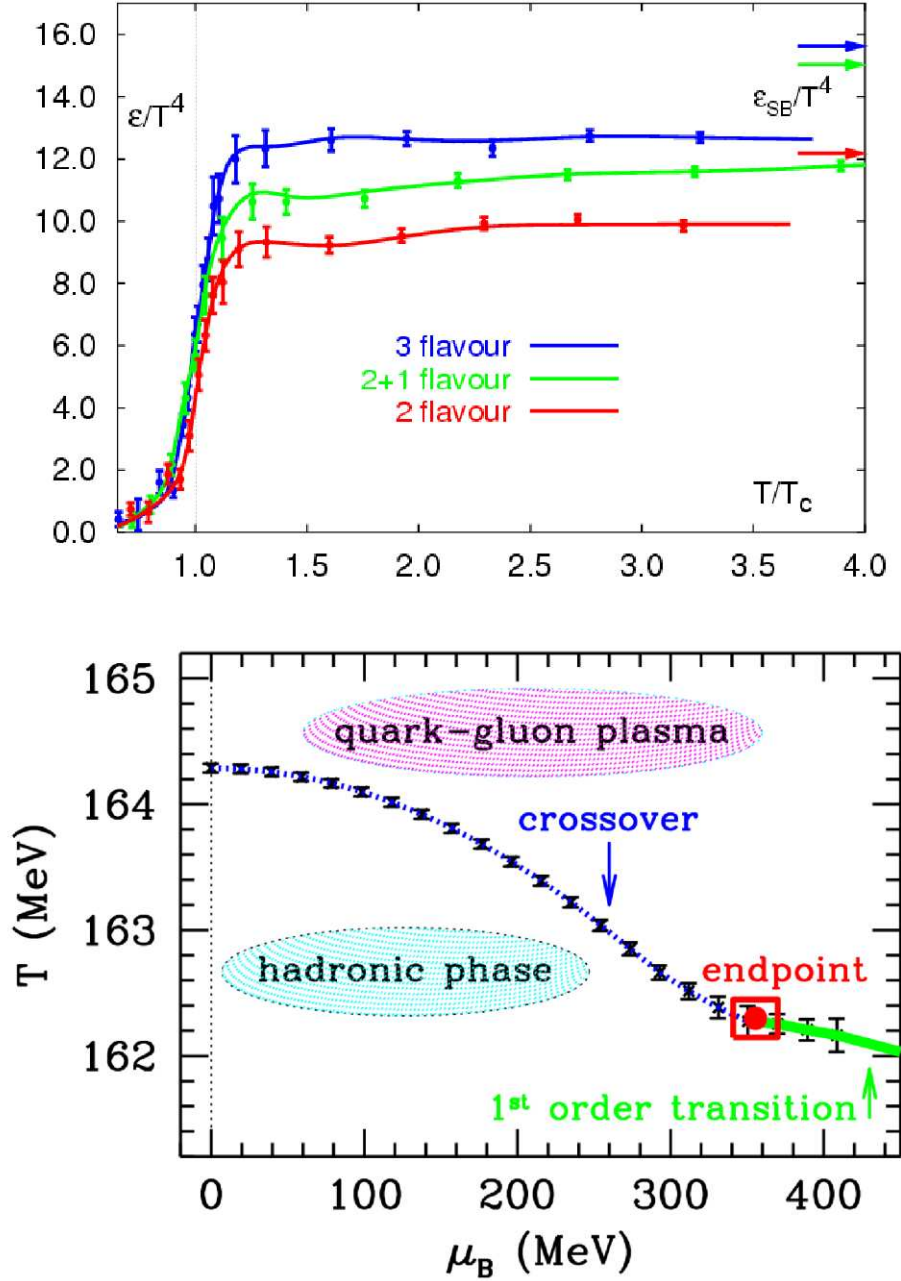 16.0
14.0
12.0
10.0
8.0
6.0
4.0
2.0
0.0
ε/T⁴
ε_SB/T⁴
3 flavour
2+1 flavour
2 flavour
T/T_c
1.0 1.5 2.0 2.5 3.0 3.5 4.0
165
164
163
162
T (MeV)
quark-gluon plasma
crossover
hadronic phase
endpoint
1st order transition
0 100 200 300 400
μ_B (MeV)